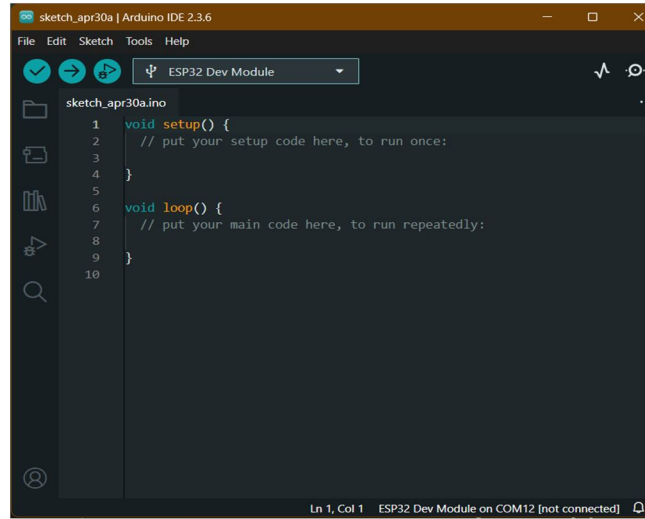 sketch_apr30a | Arduino IDE 2.3.6
File Edit Sketch Tools Help
ESP32 Dev Module
sketch_apr30a.ino
1 void setup() {
2 // put your setup code here, to run once:
3
4 }
5
6 void loop() {
7 // put your main code here, to run repeatedly:
8
9 }
10
Ln 1, Col 1 ESP32 Dev Module on COM12 [not connected]